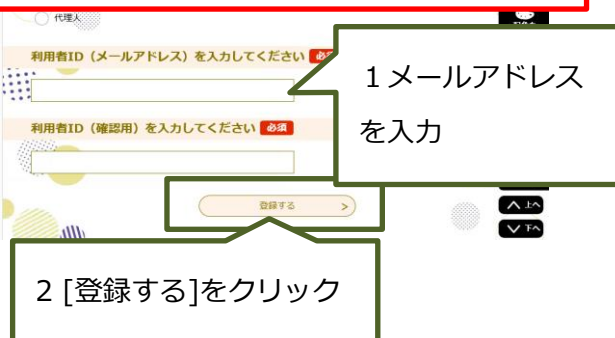 代理人
利用者ID（メールアドレス）を入力してください 必須
１メールアドレス
を入力
利用者ID（確認用）を入力してください 必須
登録する >
上へ
下へ
2 [登録する]をクリック